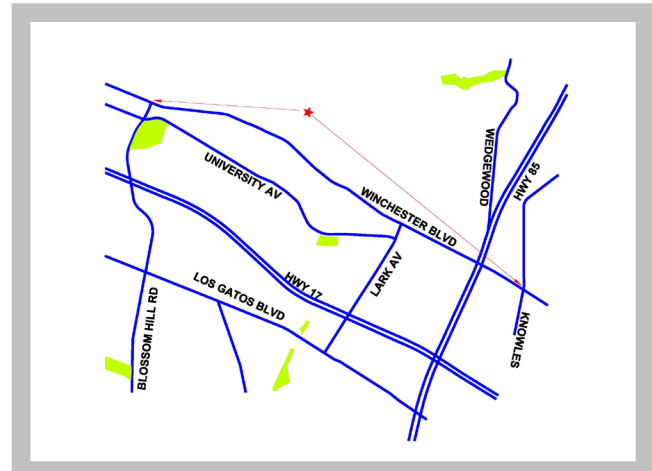 WEDGEWOOD
HWY 85
UNIVERSITY AV
WINCHESTER BLVD
LARK AV
HWY 17
LOS GATOS BLVD
BLOSSOM HILL RD
KNOWLES